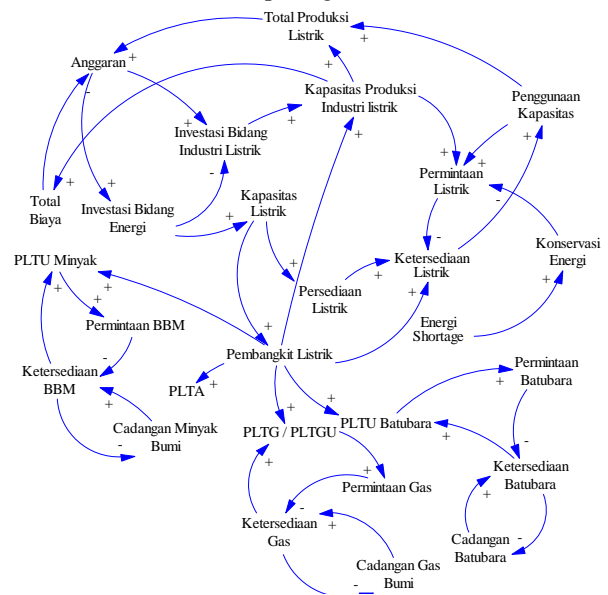 Total Produksi
Listrik
Anggaran
Kapasitas Produksi
Industri listrik
Penggunaan
Kapasitas
Investasi Bidang
Industri Listrik
Permintaan
Listrik
Total
Biaya
Investasi Bidang
Energi
Kapasitas
Listrik
Konservasi
Energi
PLTU Minyak
Persediaan
Listrik
Ketersediaan
Listrik
Permintaan BBM
Energi
Shortage
Pembangkit Listrik
Ketersediaan
BBM
PLTA
Permintaan
Batubara
Cadangan Minyak
Bumi
PLTG / PLTGU
PLTU Batubara
Ketersediaan
Batubara
Permintaan Gas
Ketersediaan
Gas
Cadangan
Batubara
Cadangan Gas
Bumi